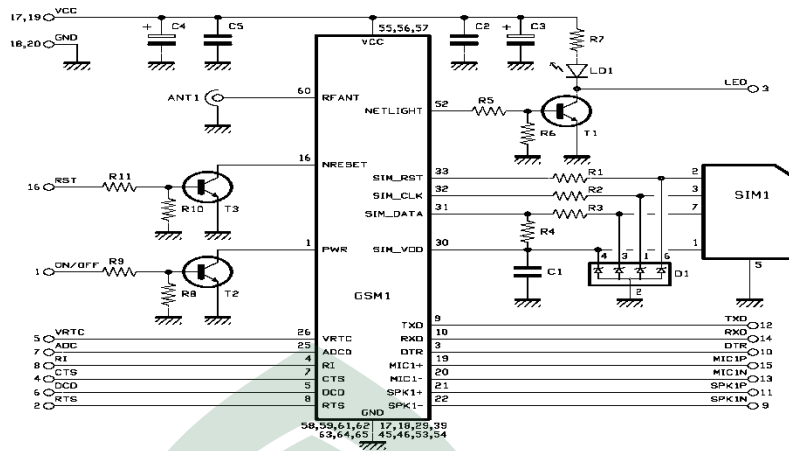 17,19 VCC
18,20 GND
C4 C5 55,56,57 C2 C3
VCC
R7
LD1
LED 3
ANT1 60 RFANT
NETLIGHT 52 R5
R6 T1
16 RST R11 16 NRESET
R10 T3
SIM_RST 33 R1 2
SIM_CLK 32 R2 3
SIM_DATA 31 R3 7
SIM1
R4
1 ON/OFF R9 1 PWR
R8 T2
SIM_VDD 30 1
4 3 1 6 D1
C1 2 5
GSM1
TXD 9 TXD 12
RXD 10 RXD 14
DTR 3 DTR 10
5 VRTC 26 VRTC MIC1+ 19 MIC1P 15
7 ADC 25 ADC0 MIC1- 20 MIC1N 13
8 RI 4 RI
4 CTS 7 CTS
6 DCD 5 DCD SPK1+ 21 SPK1P 11
2 RTS 8 RTS SPK1- 22 SPK1N 9
GND
58,59,61,62 17,18,29,39
63,64,65 45,46,53,54